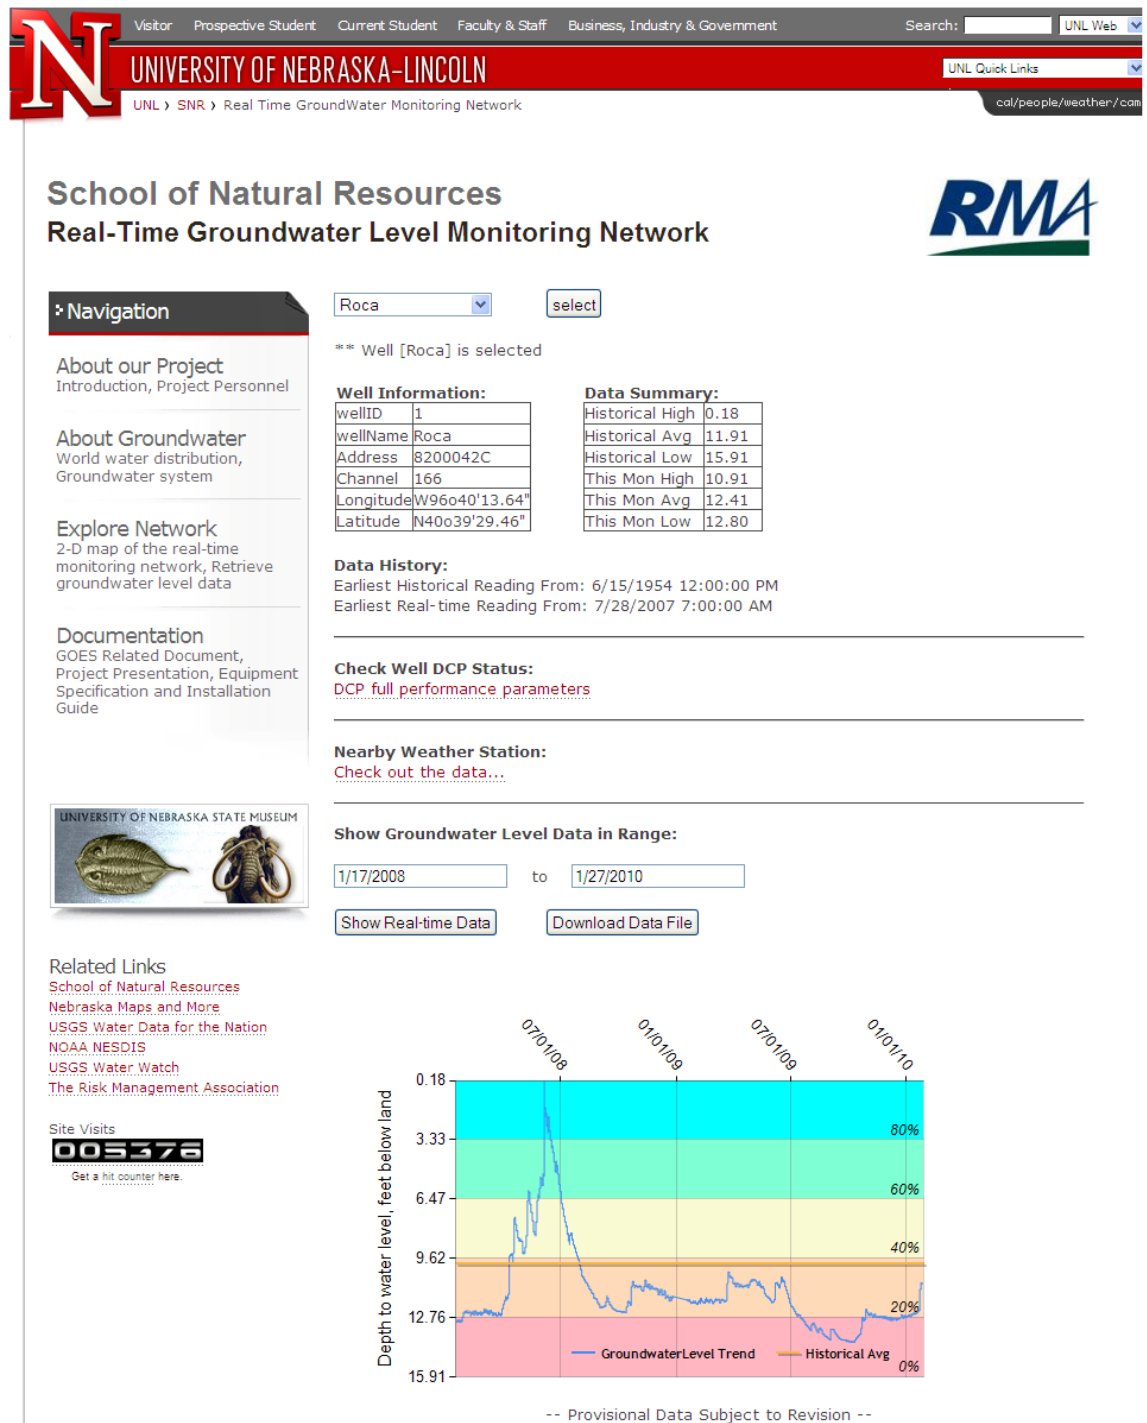 Visitor Prospective Student Current Student Faculty & Staff Business, Industry & Government Search: UNL Web
N
UNIVERSITY OF NEBRASKA–LINCOLN
UNL Quick Links
UNL › SNR › Real Time GroundWater Monitoring Network
cal/people/weather/cam
School of Natural Resources
Real-Time Groundwater Level Monitoring Network
RMA
Navigation
About our Project
Introduction, Project Personnel
About Groundwater
World water distribution,
Groundwater system
Explore Network
2-D map of the real-time
monitoring network, Retrieve
groundwater level data
Documentation
GOES Related Document,
Project Presentation, Equipment
Specification and Installation
Guide
UNIVERSITY OF NEBRASKA STATE MUSEUM
Related Links
School of Natural Resources
Nebraska Maps and More
USGS Water Data for the Nation
NOAA NESDIS
USGS Water Watch
The Risk Management Association
Site Visits
005376
Get a hit counter here.
Roca select
** Well [Roca] is selected
Well Information:
wellID 1
wellName Roca
Address 8200042C
Channel 166
Longitude W96o40'13.64"
Latitude N40o39'29.46"
Data Summary:
Historical High 0.18
Historical Avg 11.91
Historical Low 15.91
This Mon High 10.91
This Mon Avg 12.41
This Mon Low 12.80
Data History:
Earliest Historical Reading From: 6/15/1954 12:00:00 PM
Earliest Real-time Reading From: 7/28/2007 7:00:00 AM
Check Well DCP Status:
DCP full performance parameters
Nearby Weather Station:
Check out the data...
Show Groundwater Level Data in Range:
1/17/2008 to 1/27/2010
Show Real-time Data Download Data File
07/01/08 01/01/09 07/01/09 01/01/10
Depth to water level, feet below land
0.18
3.33
6.47
9.62
12.76
15.91
80%
60%
40%
20%
0%
GroundwaterLevel Trend Historical Avg
-- Provisional Data Subject to Revision --